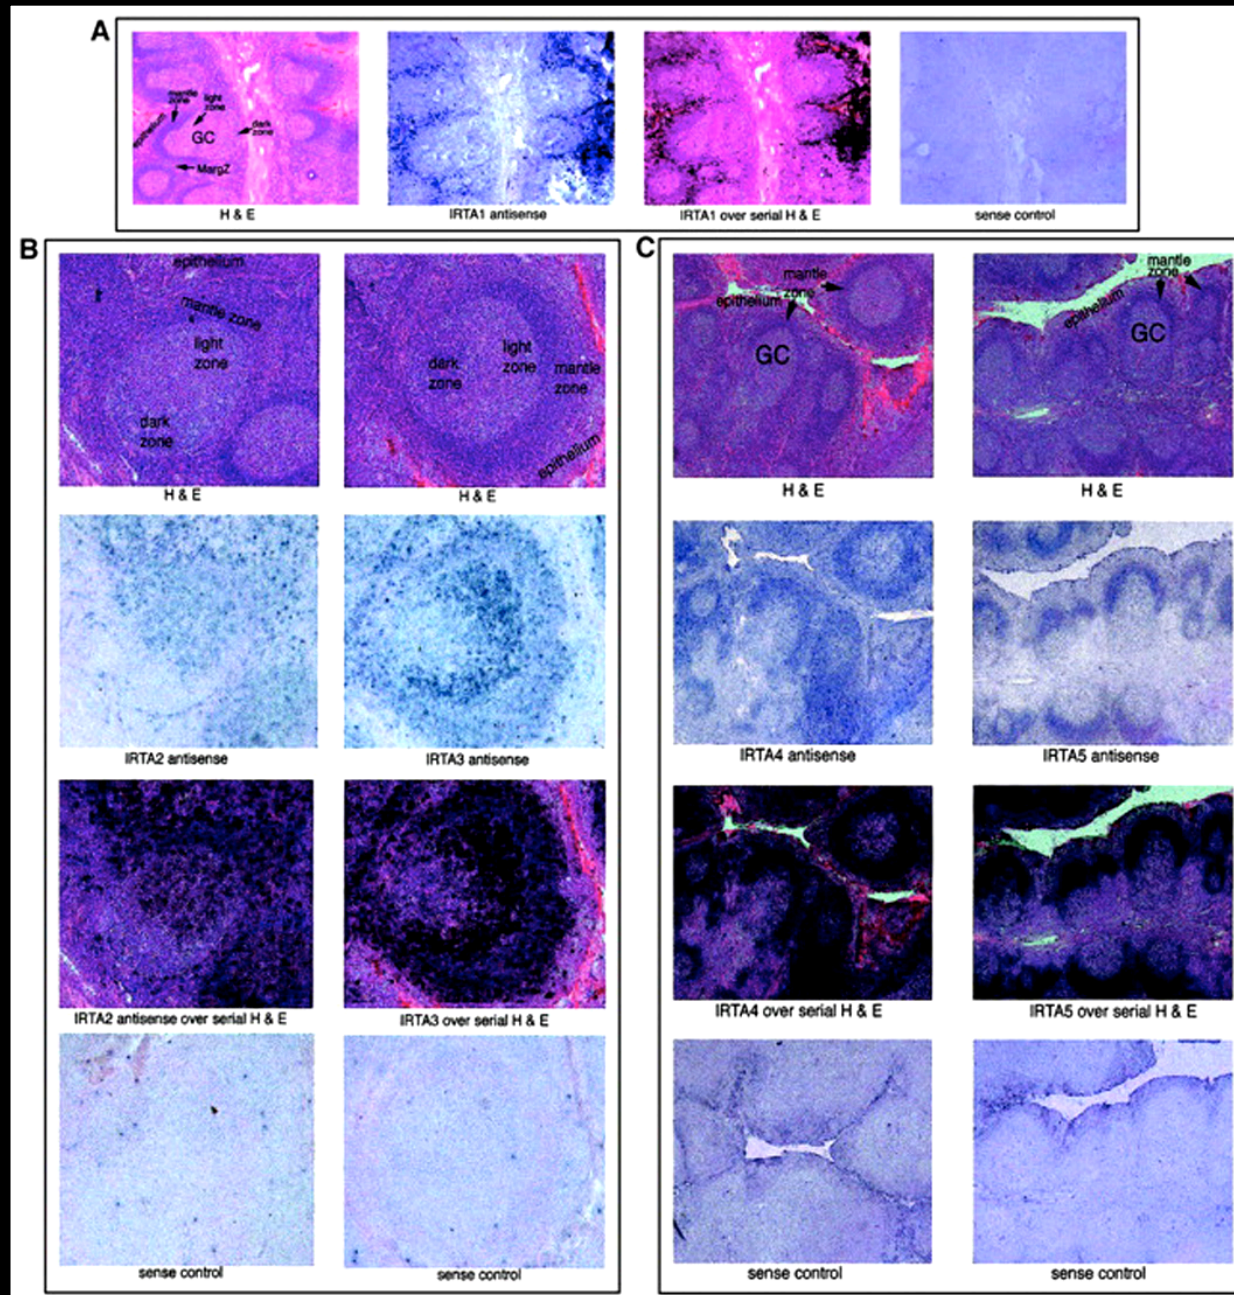 A
mantle
zone
light
zone
epithelium
GC
dark
zone
MargZ
H & E
IRTA1 antisense
IRTA1 over serial H & E
sense control
B
epithelium
mantle zone
light
zone
dark
zone
H & E
light
zone
dark
zone
mantle
zone
epithelium
H & E
IRTA2 antisense
IRTA3 antisense
IRTA2 antisense over serial H & E
IRTA3 over serial H & E
sense control
sense control
C
mantle
zone
epithelium
GC
H & E
mantle
zone
epithelium
GC
H & E
IRTA4 antisense
IRTA5 antisense
IRTA4 over serial H & E
IRTA5 over serial H & E
sense control
sense control